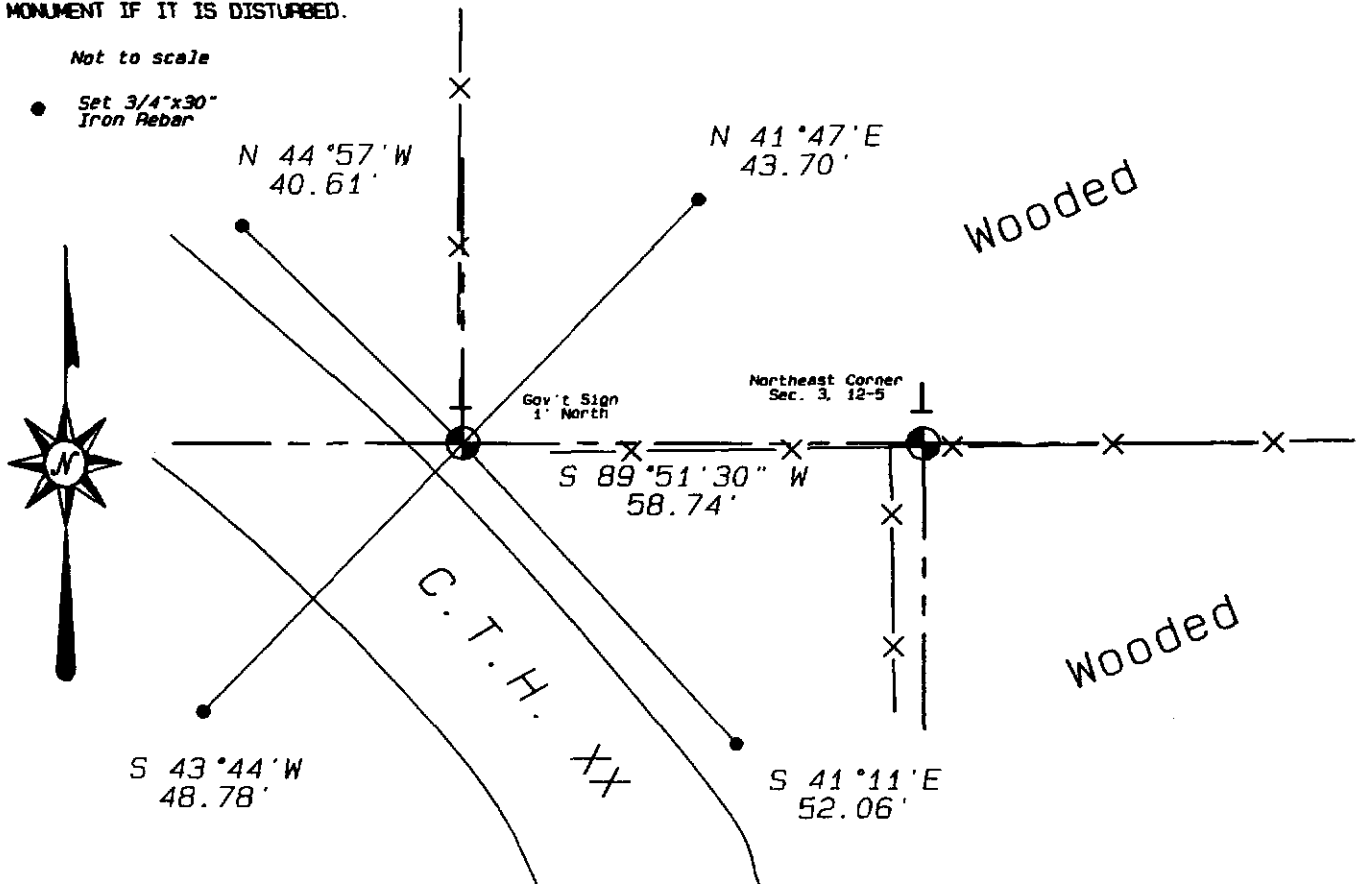 MONUMENT IF IT IS DISTURBED.
Not to scale
Set 3/4"x30"
Iron Rebar
N 44°57'W
40.61'
N 41°47'E
43.70'
Wooded
Gov't Sign
1' North
Northeast Corner
Sec. 3, 12-5
N
S 89°51'30" W
58.74'
C.T.H. XX
Wooded
S 43°44'W
48.78'
S 41°11'E
52.06'